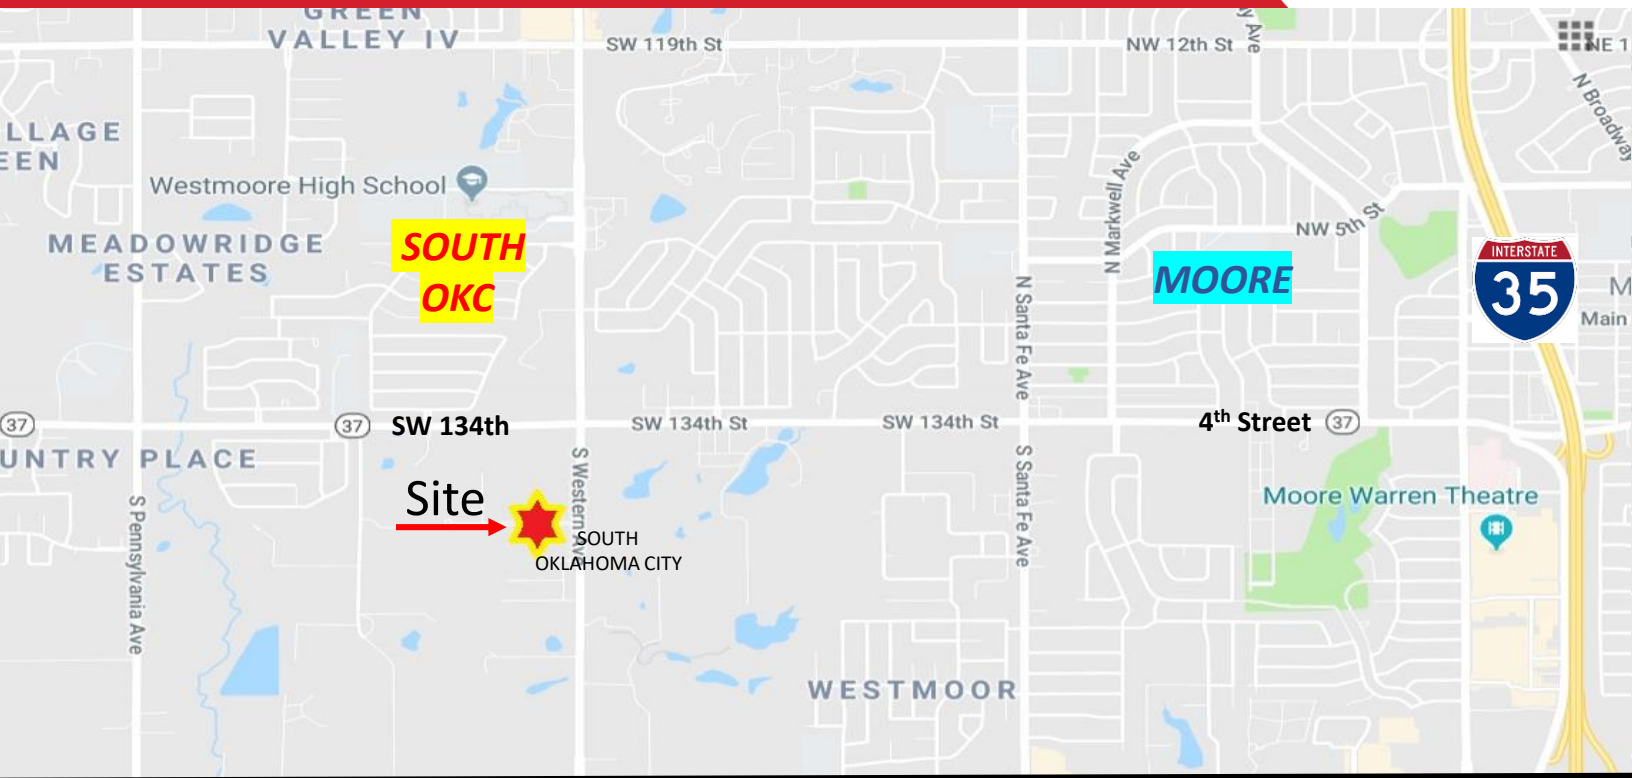 GREEN
VALLEY IV
SW 119th St
NW 12th St
y Ave
NE 1
N Broadway
LLAGE
EEN
Westmoore High School
N Markwell Ave
NW 5th St
MEADOWRIDGE
ESTATES
SOUTH
OKC
MOORE
INTERSTATE
35
M
Main
N Santa Fe Ave
37
37
SW 134th
SW 134th St
SW 134th St
4th Street
37
UNTRY PLACE
Site
S Pennsylvania Ave
S Western Ave
SOUTH
OKLAHOMA CITY
S Santa Fe Ave
Moore Warren Theatre
WESTMOOR